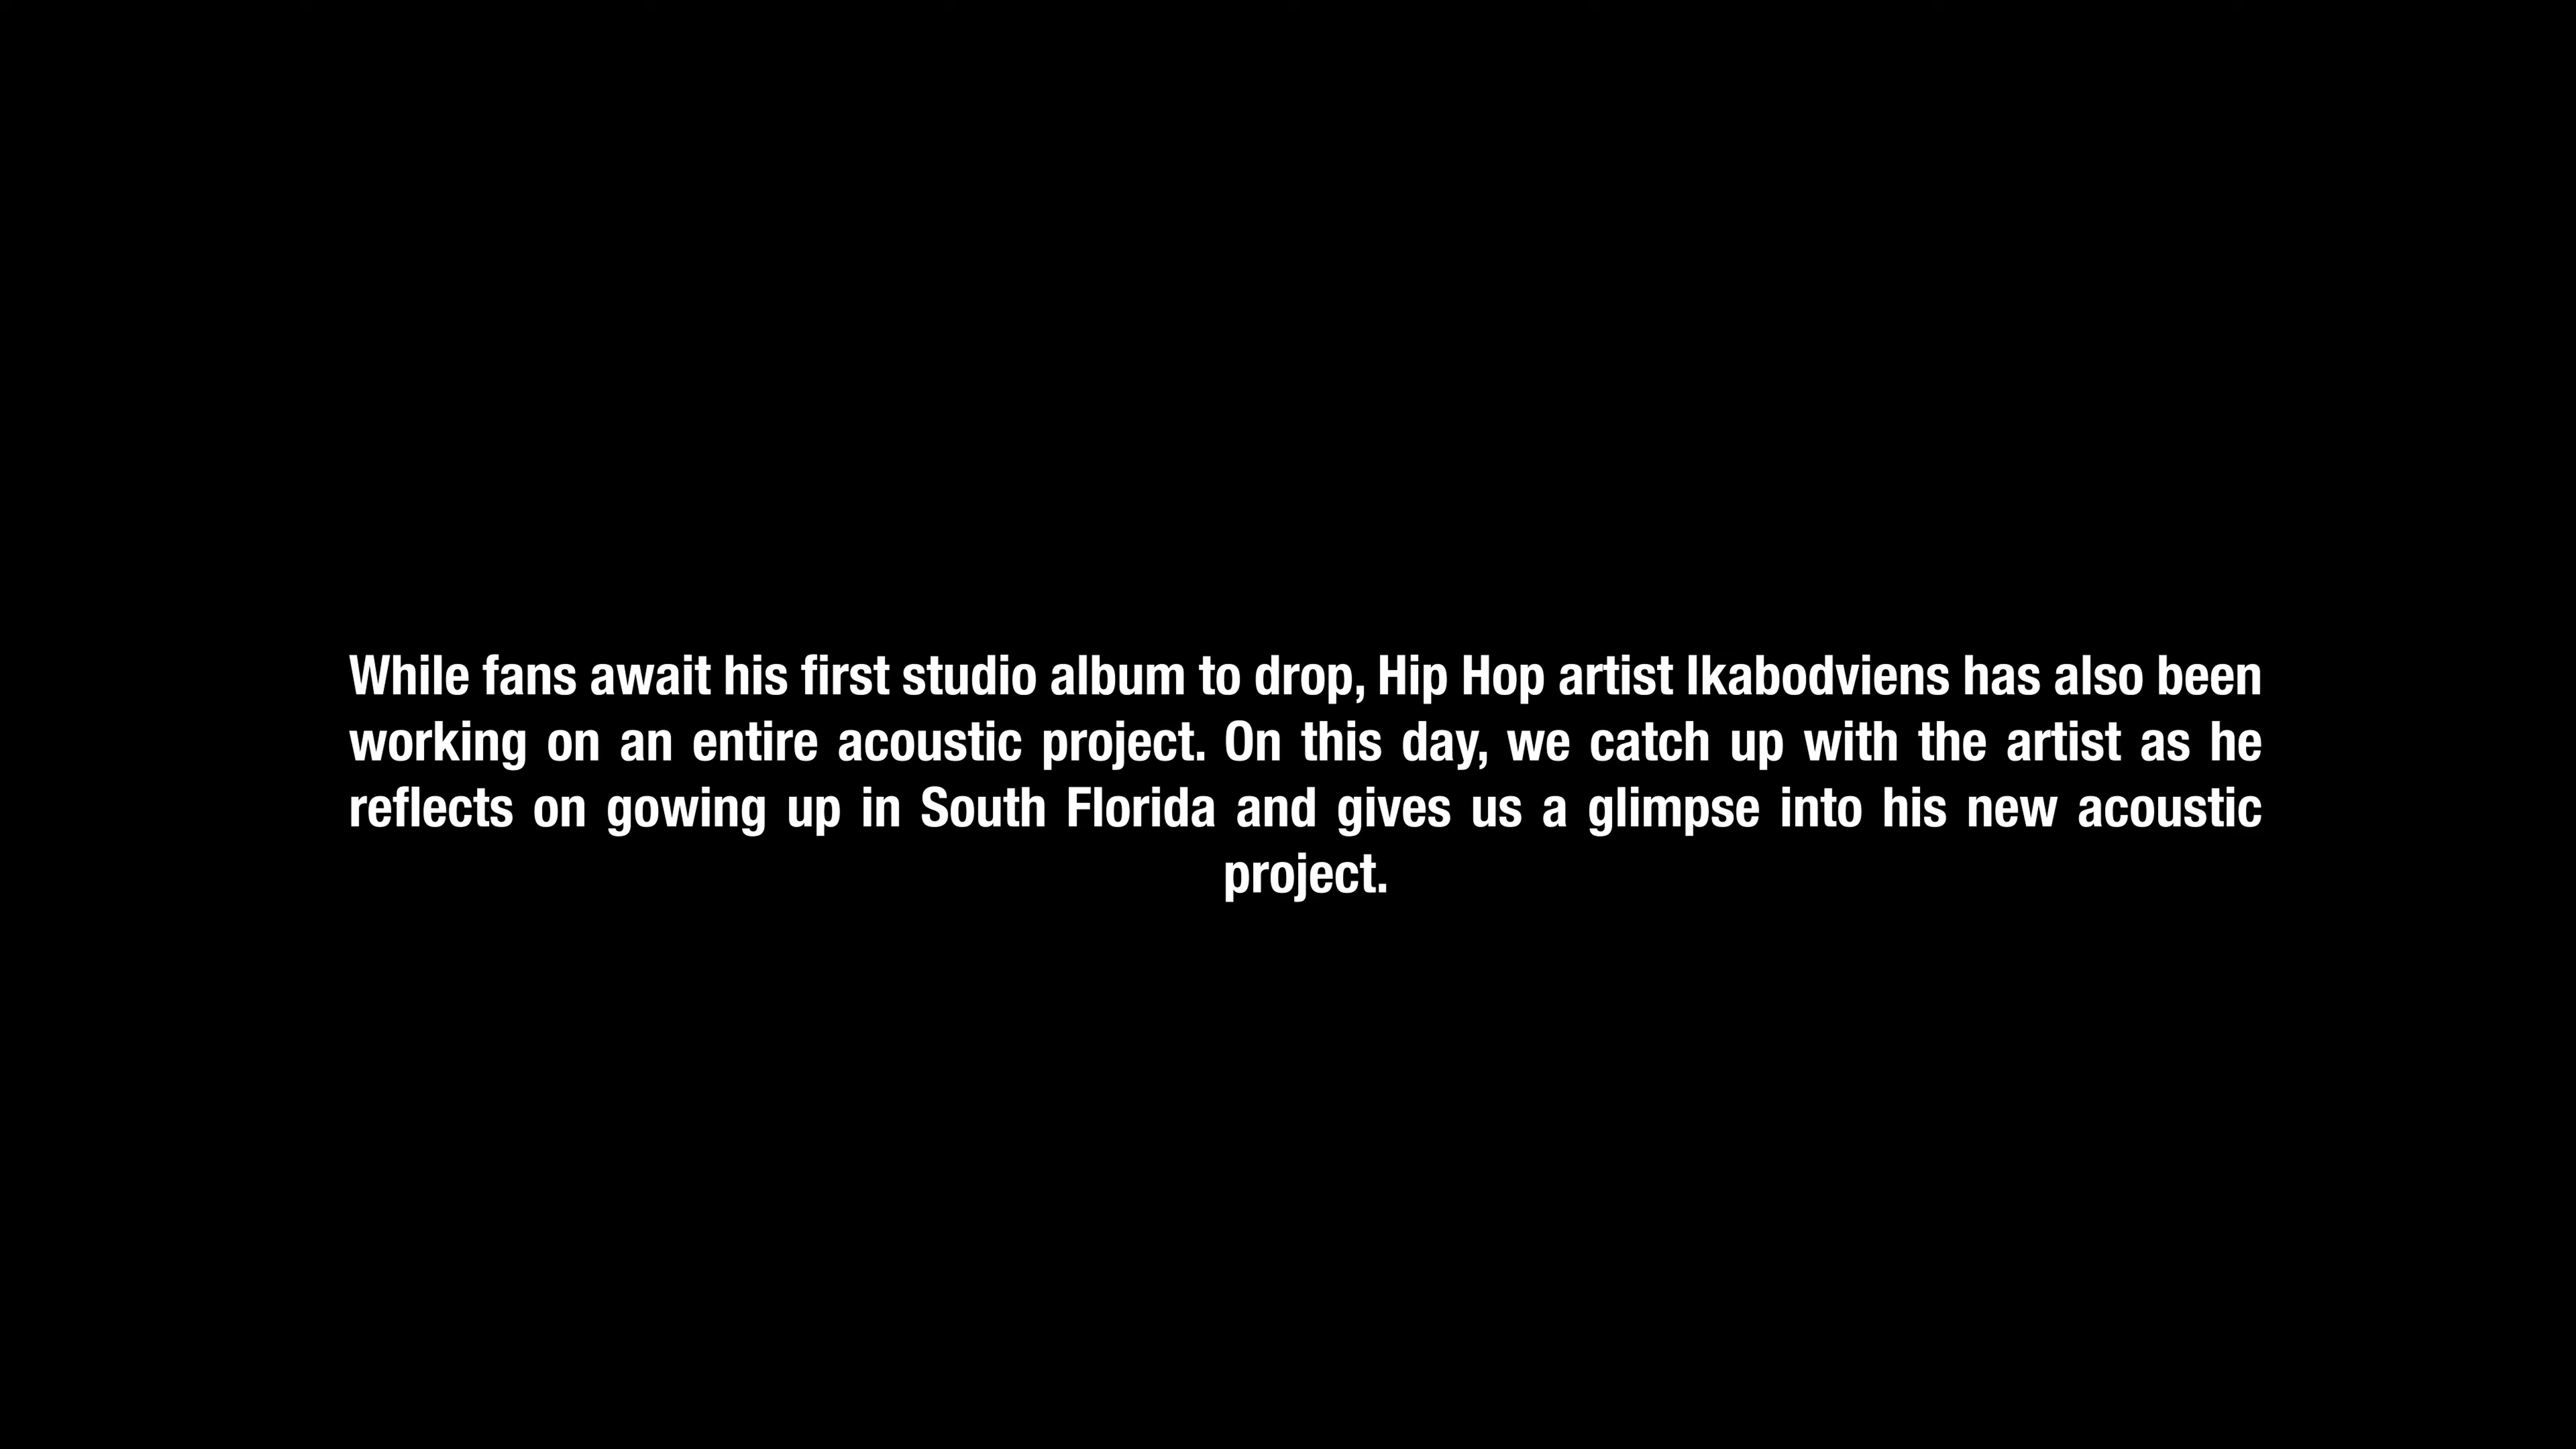 While fans await his first studio album to drop, Hip Hop artist Ikabodviens has also been
working on an entire acoustic project. On this day, we catch up with the artist as he
reflects on gowing up in South Florida and gives us a glimpse into his new acoustic
project.